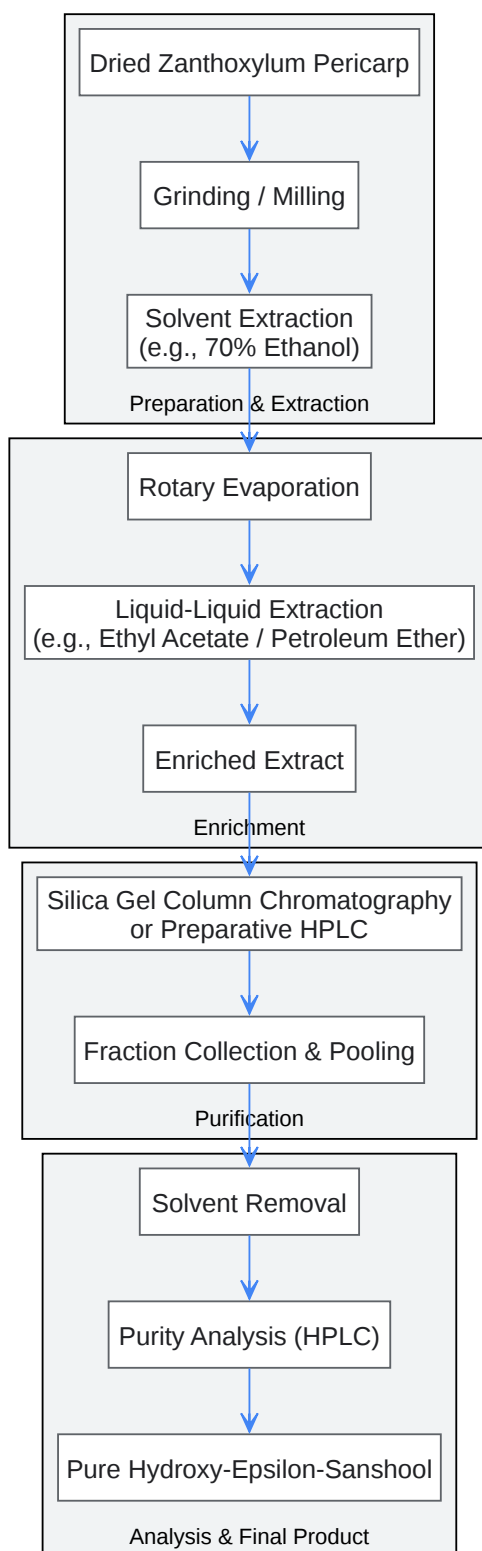 Dried Zanthoxylum Pericarp
Grinding / Milling
Solvent Extraction
(e.g., 70% Ethanol)
Preparation & Extraction
Rotary Evaporation
Liquid-Liquid Extraction
(e.g., Ethyl Acetate / Petroleum Ether)
Enriched Extract
Enrichment
Silica Gel Column Chromatography
or Preparative HPLC
Fraction Collection & Pooling
Purification
Solvent Removal
Purity Analysis (HPLC)
Pure Hydroxy-Epsilon-Sanshool
Analysis & Final Product